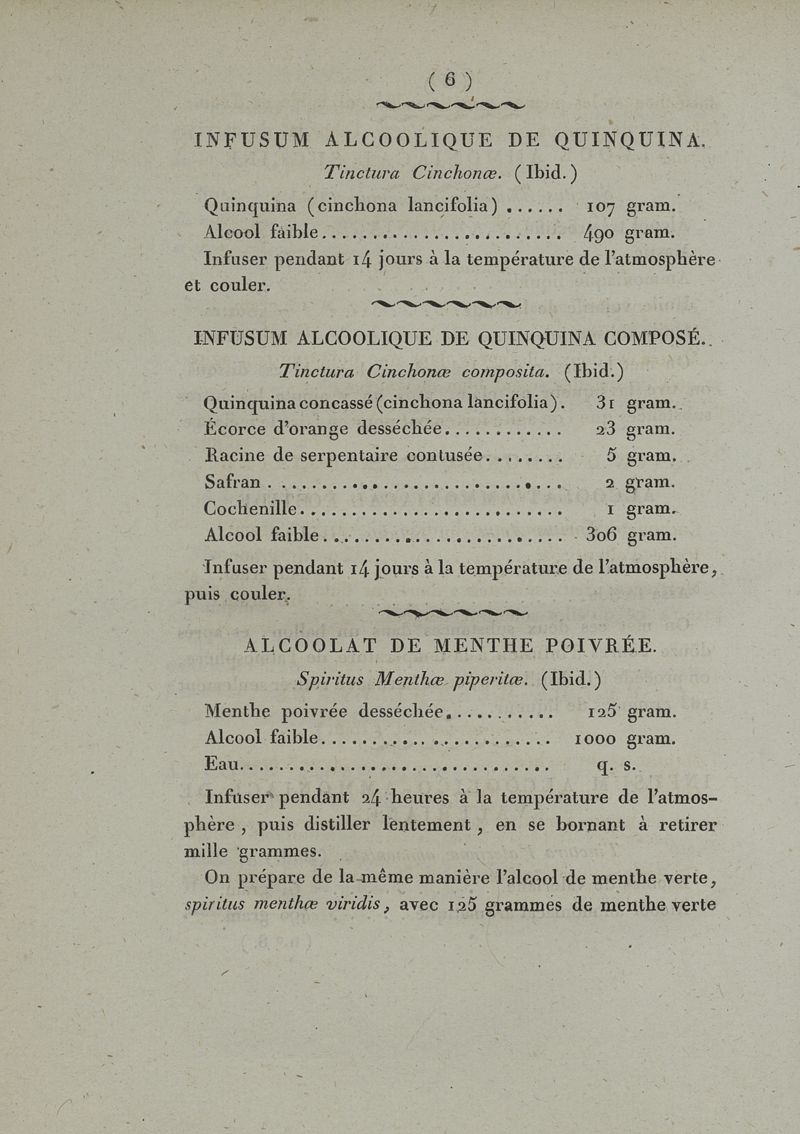 ( 6 )
INFUSUM ALCOOLIQUE DE QUINQUINA.
Tinctura Cinchonæ. (Ibid.)
Quinquina (cinchona lancifolia) ...... 107 gram.
Alcool faible......................... 490 gram.
Infuser pendant 14 jours à la température de l'atmosphère
et couler.
INFUSUM ALCOOLIQUE DE QUINQUINA COMPOSÉ.
Tinctura Cinchonæ composita. (Ibid.)
Quinquina concassé (cinchona lancifolia). 31 gram.
Écorce d'orange desséchée............ 23 gram.
Racine de serpentaire contusée........ 5 gram.
Safran ............................ 2 gram.
Cochenille.......................... 1 gram.
Alcool faible........................ 306 gram.
Infuser pendant 14 jours à la température de l'atmosphère,
puis couler.
ALCOOLAT DE MENTHE POIVRÉE.
Spiritus Menthæ piperitæ. (Ibid.)
Menthe poivrée desséchée........... 125 gram.
Alcool faible....................... 1000 gram.
Eau............................... q. s.
Infuser pendant 24 heures à la température de l'atmos-
phère , puis distiller lentement , en se bornant à retirer
mille grammes.
On prépare de la même manière l'alcool de menthe verte,
spiritus menthæ viridis, avec 125 grammes de menthe verte